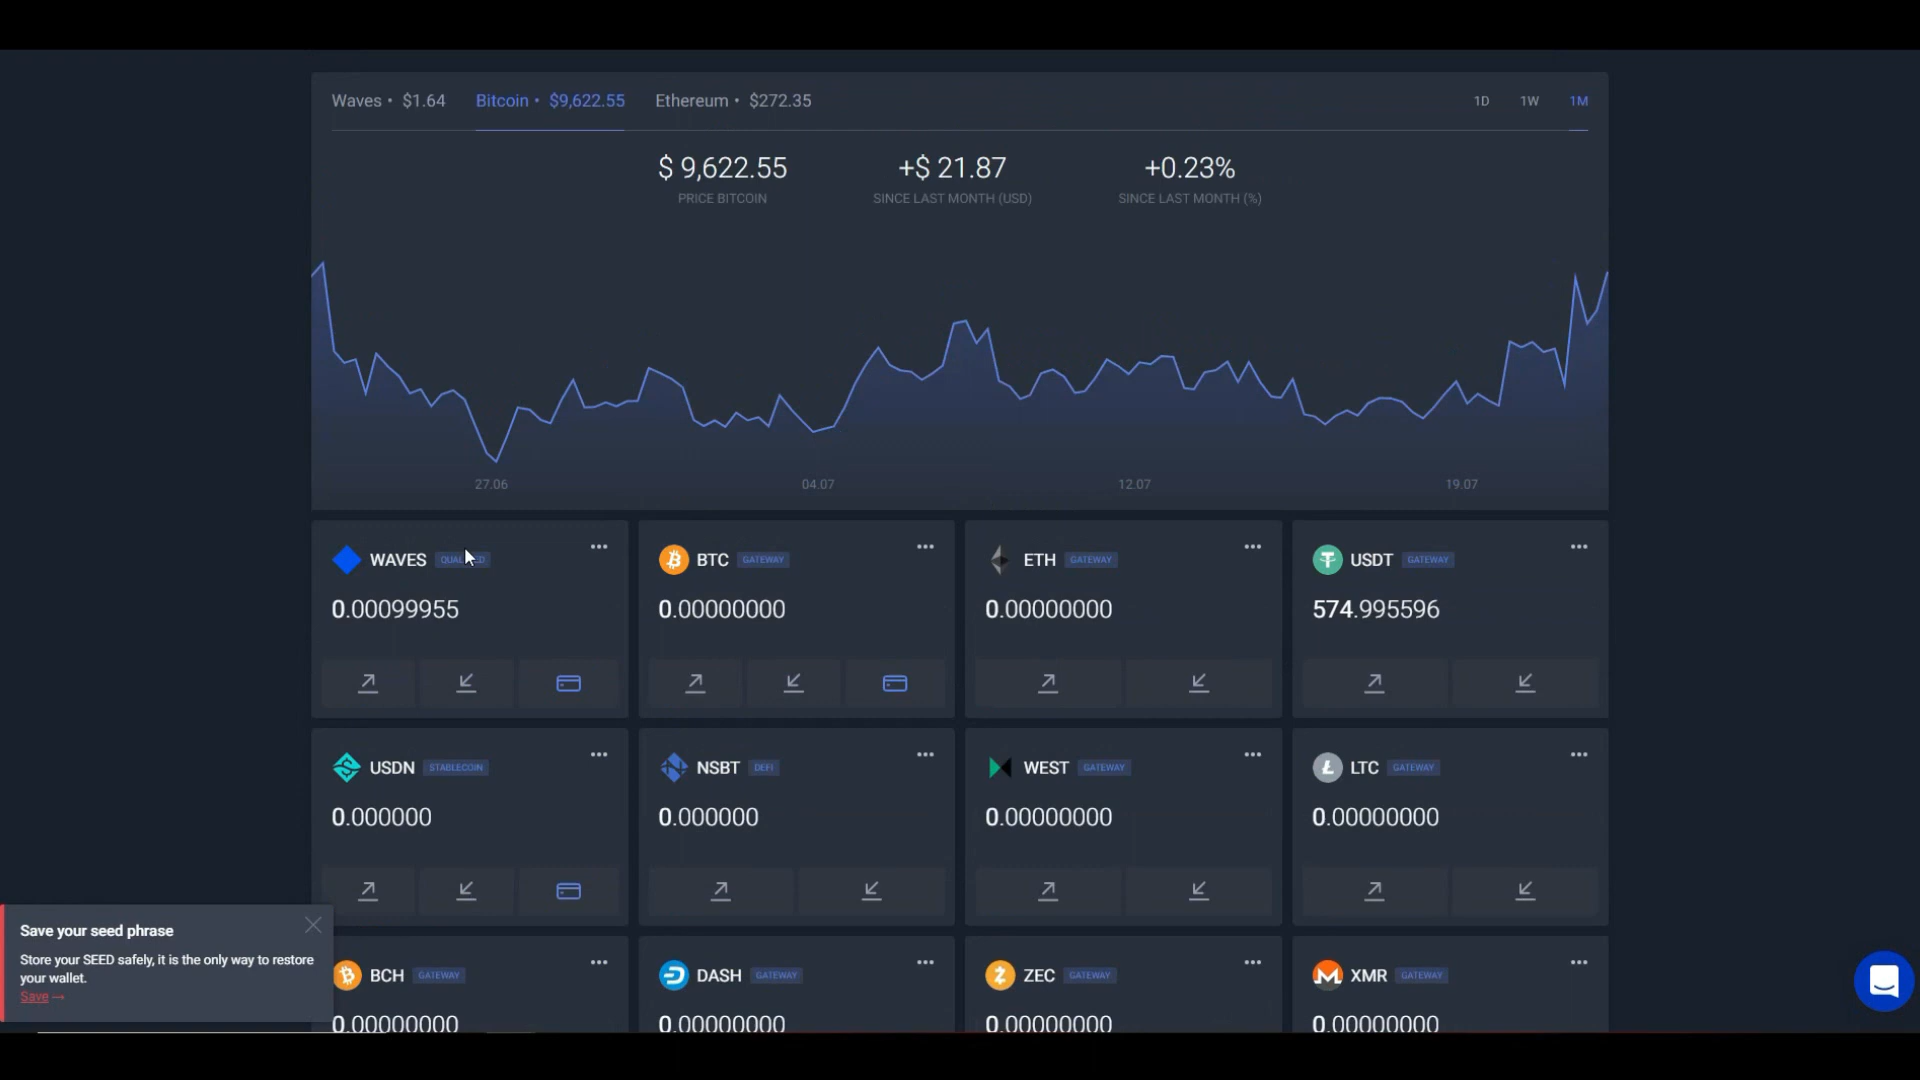 Waves • $1.64 Bitcoin • $9,622.55 Ethereum • $272.35 1D 1W 1M
$ 9,622.55 +$ 21.87 +0.23%
PRICE BITCOIN SINCE LAST MONTH (USD) SINCE LAST MONTH (%)
27.06 04.07 12.07 19.07
WAVES BTC GATEWAY ETH GATEWAY USDT GATEWAY
0.00099955 0.00000000 0.00000000 574.995596
USDN STABLECOIN NSBT DEFI WEST GATEWAY LTC GATEWAY
0.000000 0.000000 0.00000000 0.00000000
Save your seed phrase
Store your SEED safely, it is the only way to restore
your wallet.
Save →
BCH GATEWAY DASH GATEWAY ZEC GATEWAY XMR GATEWAY
0.00000000 0.00000000 0.00000000 0.00000000